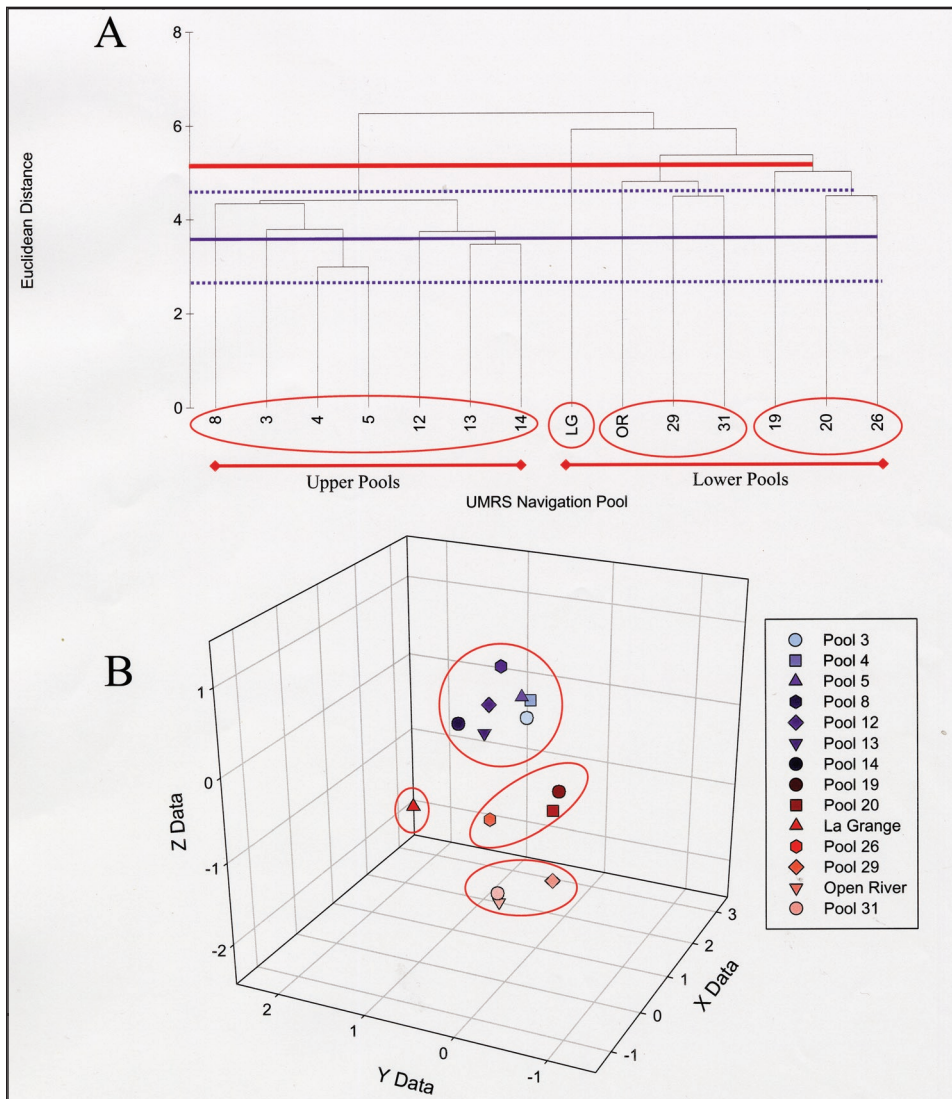 A
8
6
4
2
0
Euclidean Distance
8 3 4 5 12 13 14 LG OR 29 31 19 20 26
Upper Pools Lower Pools
UMRS Navigation Pool
B
1
0
-1
-2
Z Data
2 1 0 -1
Y Data
3
2
1
0
-1
X Data
Pool 3
Pool 4
Pool 5
Pool 8
Pool 12
Pool 13
Pool 14
Pool 19
Pool 20
La Grange
Pool 26
Pool 29
Open River
Pool 31